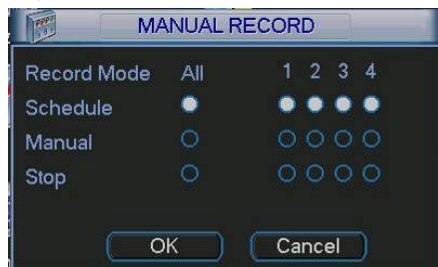 MANUAL RECORD
Record Mode All 1 2 3 4
Schedule
Manual
Stop
OK Cancel